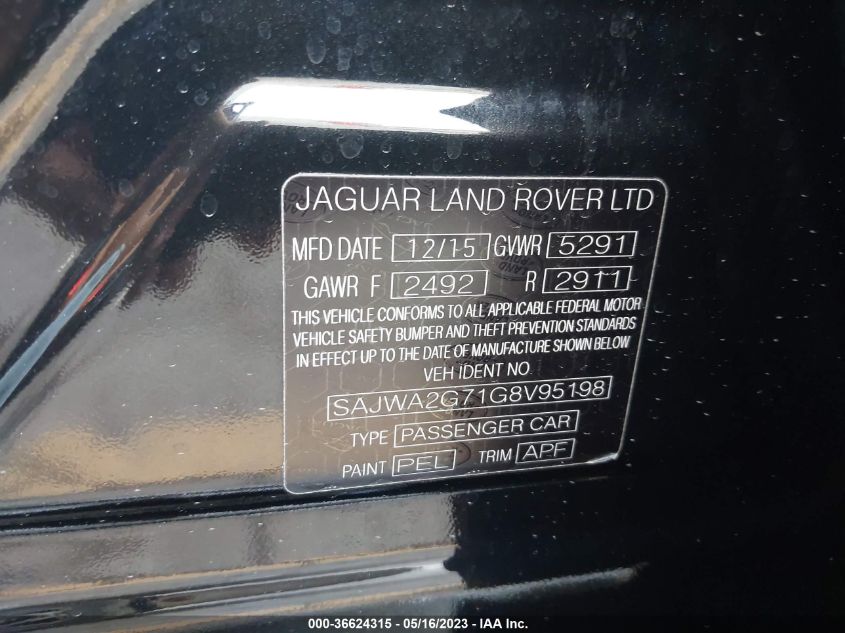 JAGUAR LAND ROVER LTD
MFD DATE 12/15 GVWR 5291
GAWR F 2492 R 2911
THIS VEHICLE CONFORMS TO ALL APPLICABLE FEDERAL MOTOR
VEHICLE SAFETY BUMPER AND THEFT PREVENTION STANDARDS
IN EFFECT UP TO THE DATE OF MANUFACTURE SHOWN BELOW
VEH IDENT NO
SAJWA2G71G8V95198
TYPE PASSENGER CAR
PAINT PEL TRIM APF
000-36624315 - 05/16/2023 - IAA Inc.